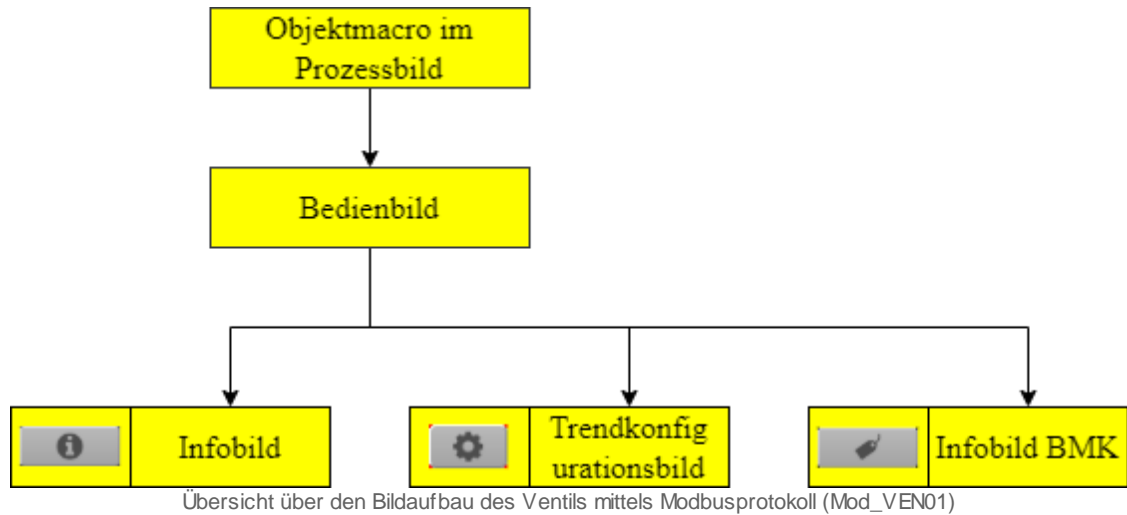 Objektmacro im
Prozessbild
Bedienbild
Infobild
Trendkonfig
urationsbild
Infobild BMK
Übersicht über den Bildaufbau des Ventils mittels Modbusprotokoll (Mod_VEN01)